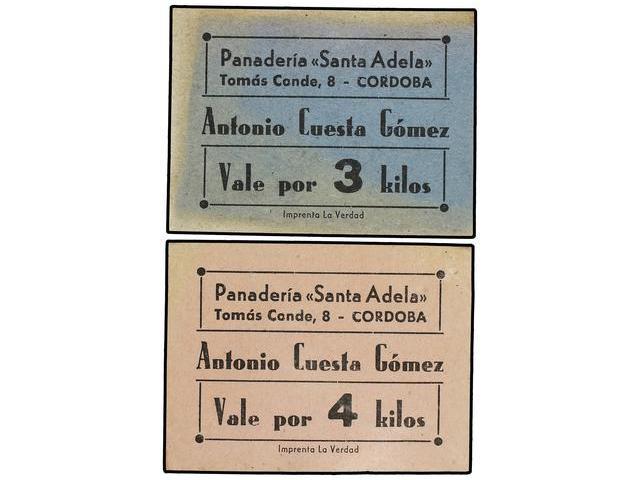 Panadería «Santa Adela»
Tomás Conde, 8 - CORDOBA
Antonio Cuesta Gómez
Vale por 3 kilos
Imprenta La Verdad
Panadería «Santa Adela»
Tomás Conde, 8 - CORDOBA
Antonio Cuesta Gómez
Vale por 4 kilos
Imprenta La Verdad